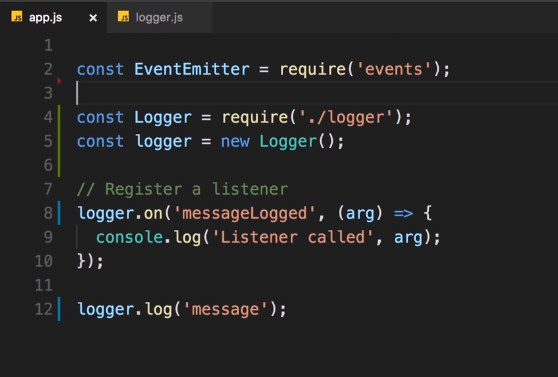 JS app.js × JS logger.js
1
2 const EventEmitter = require('events');
3
4 const Logger = require('./logger');
5 const logger = new Logger();
6
7 // Register a listener
8 logger.on('messageLogged', (arg) => {
9   console.log('Listener called', arg);
10 });
11
12 logger.log('message');